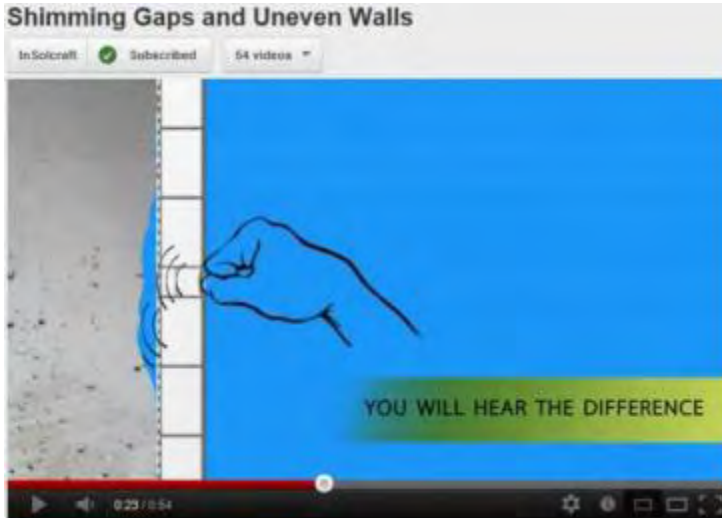 Shimming Gaps and Uneven Walls
InSolcraft Subscribed 54 videos
YOU WILL HEAR THE DIFFERENCE
0:23 / 0:54